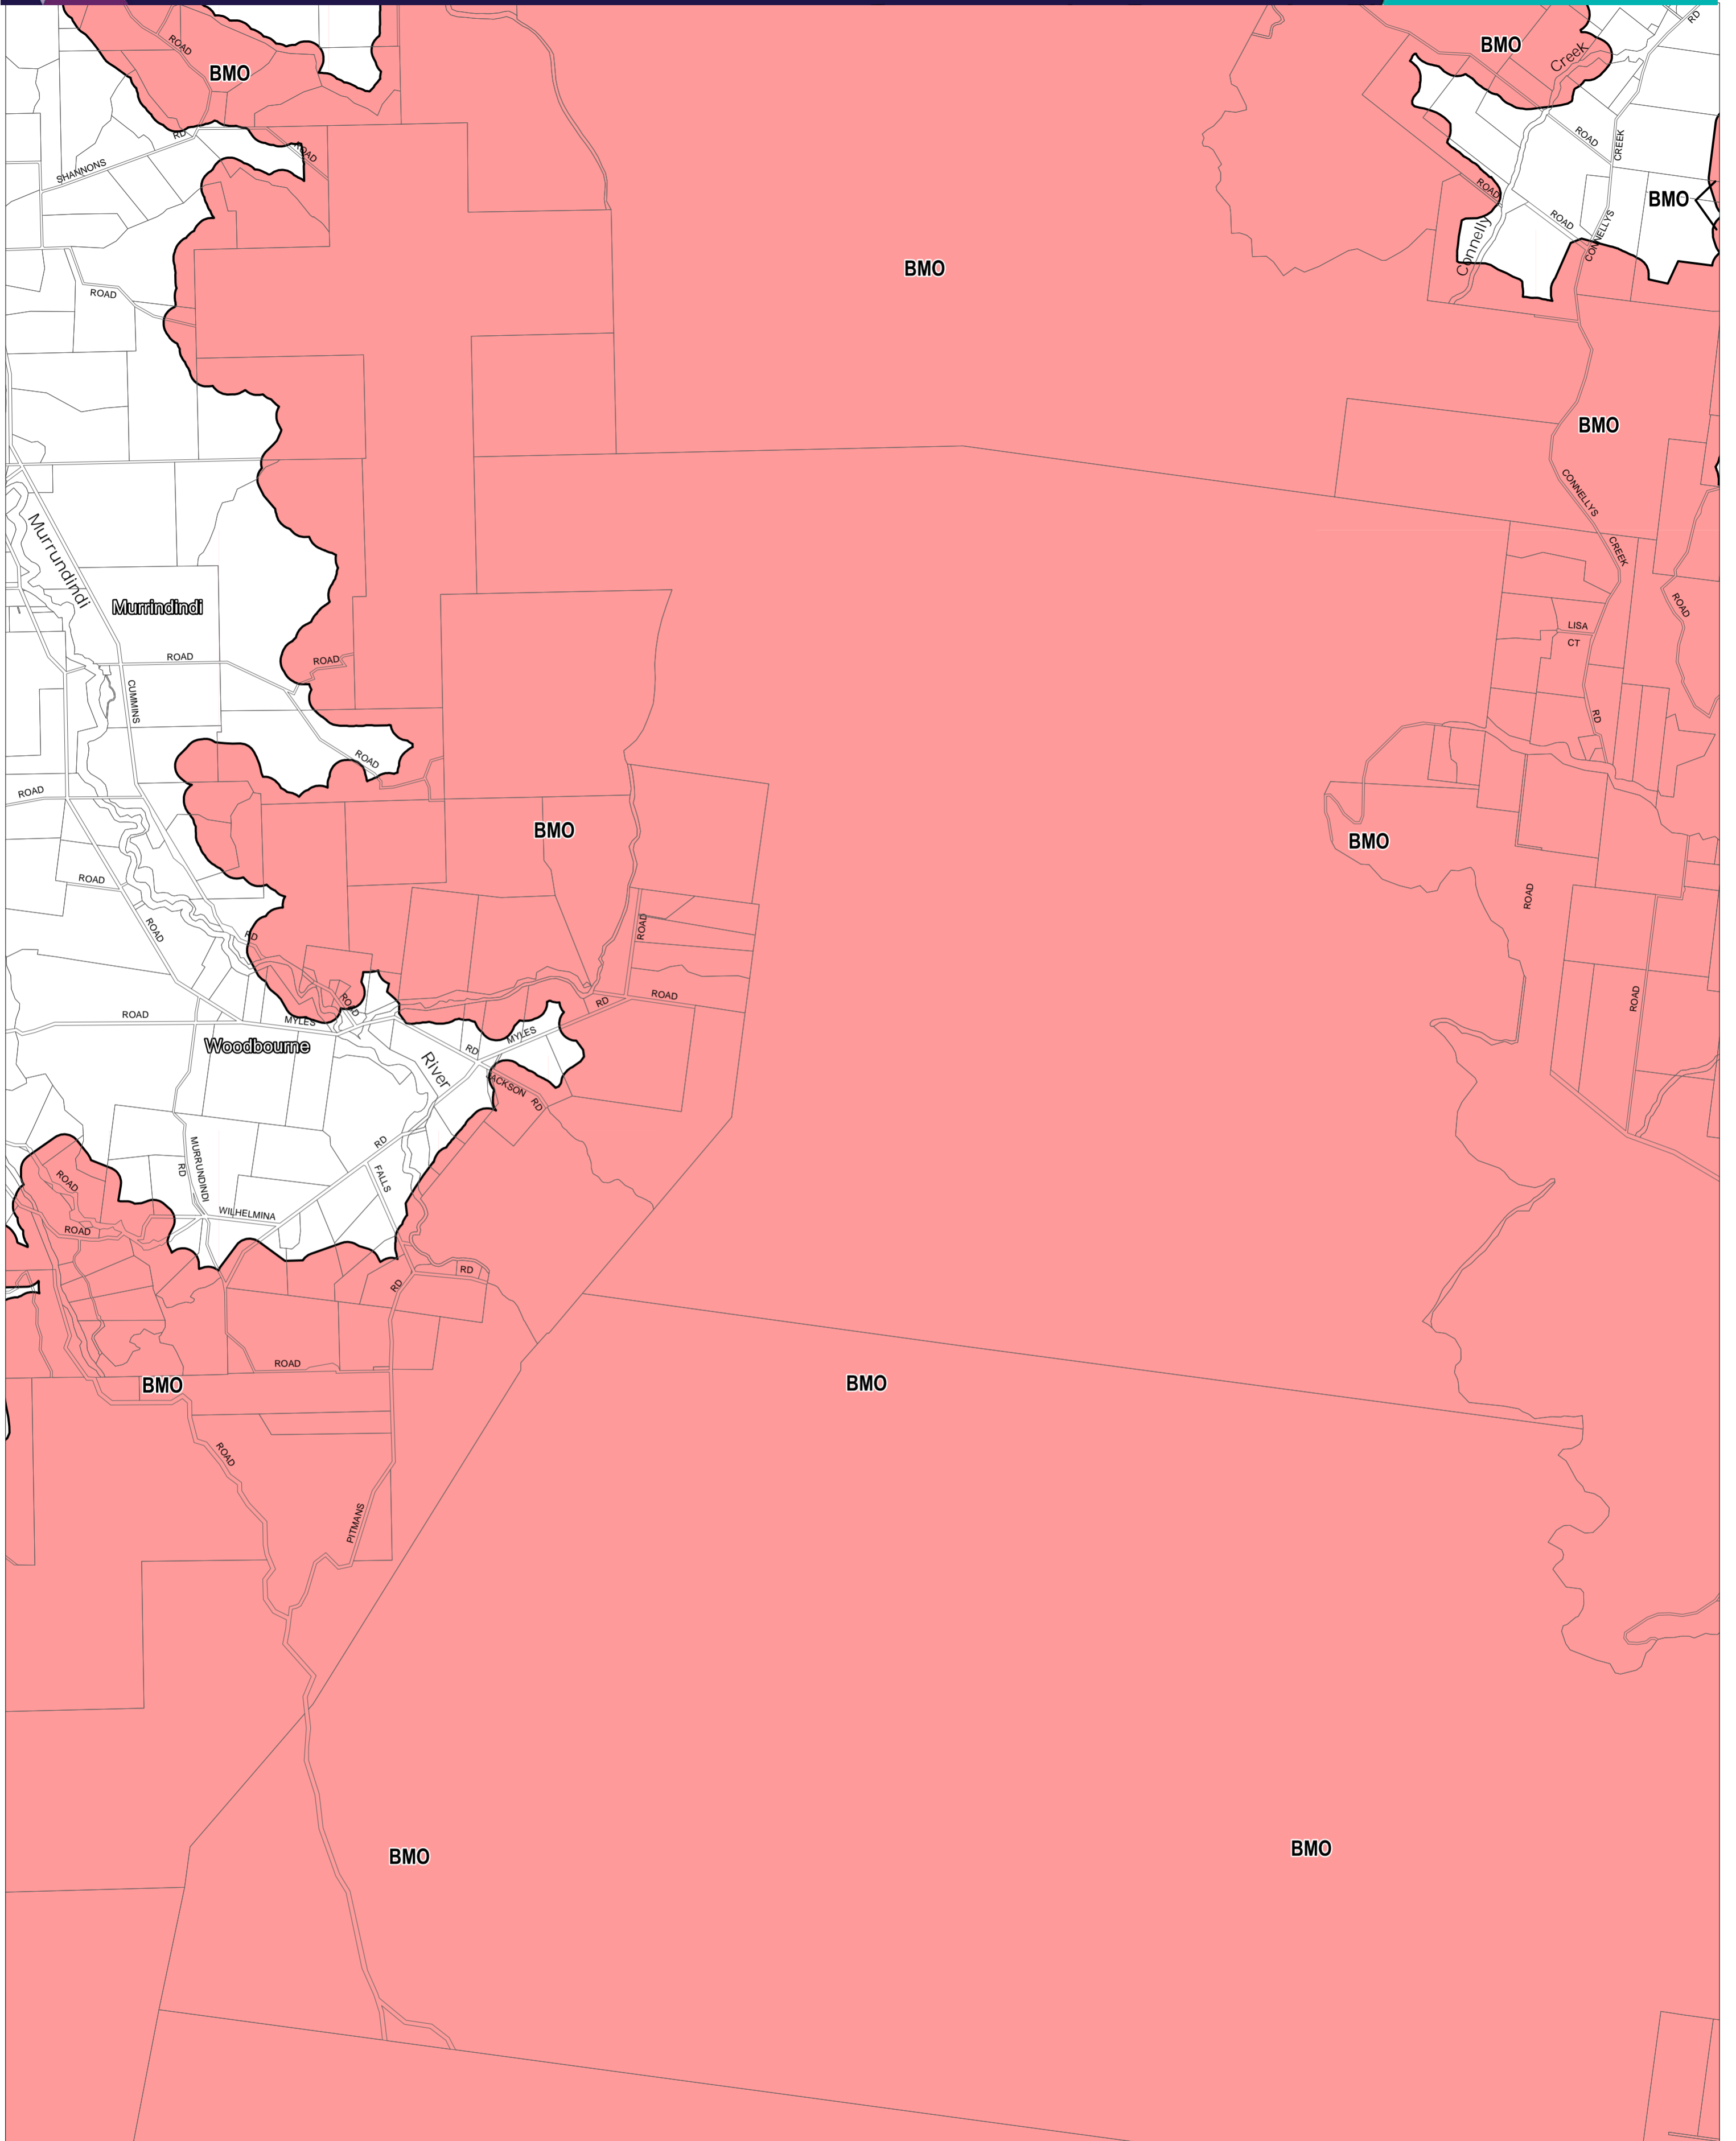 ROAD
BMO
RD
SHANNONS
ROAD
ROAD
BMO
Creek
RD
ROAD
CREEK
ROAD
BMO
ROAD
CONNELLYS
Connelly
BMO
BMO
CONNELLYS
CREEK
ROAD
LISA
CT
RD
Murrundindi
Murrindindi
ROAD
ROAD
CUMMINS
ROAD
ROAD
BMO
BMO
ROAD
ROAD
ROAD
RD
ROAD
ROAD
ROAD
RD
ROAD
ROAD
MYLES
MYLES
RD
Woodbourne
River
JACKSON
RD
ROAD
RD
MURRUNDINDI
RD
FALLS
ROAD
WILHELMINA
ROAD
RD
RD
ROAD
BMO
BMO
ROAD
PITMANS
BMO
BMO